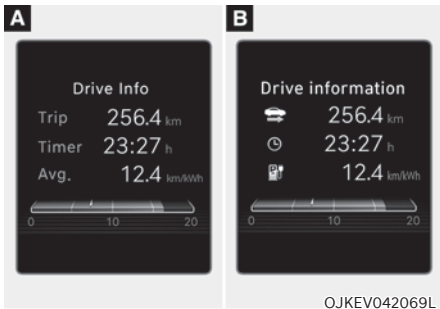 A
Drive Info
Trip 256.4 km
Timer 23:27 h
Avg. 12.4 km/kWh
0 10 20
B
Drive information
256.4 km
23:27 h
12.4 km/kWh
0 10 20
OJKEV042069L